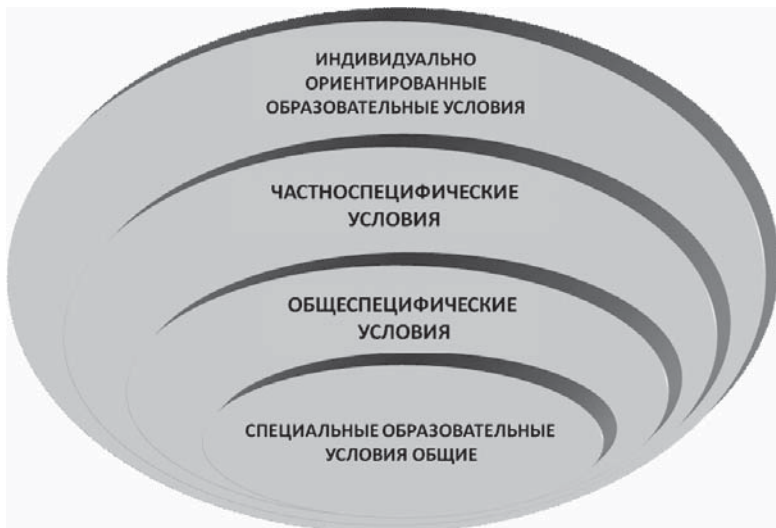 ИНДИВИДУАЛЬНО
ОРИЕНТИРОВАННЫЕ
ОБРАЗОВАТЕЛЬНЫЕ УСЛОВИЯ
ЧАСТНОСПЕЦИФИЧЕСКИЕ
УСЛОВИЯ
ОБЩЕСПЕЦИФИЧЕСКИЕ
УСЛОВИЯ
СПЕЦИАЛЬНЫЕ ОБРАЗОВАТЕЛЬНЫЕ
УСЛОВИЯ ОБЩИЕ